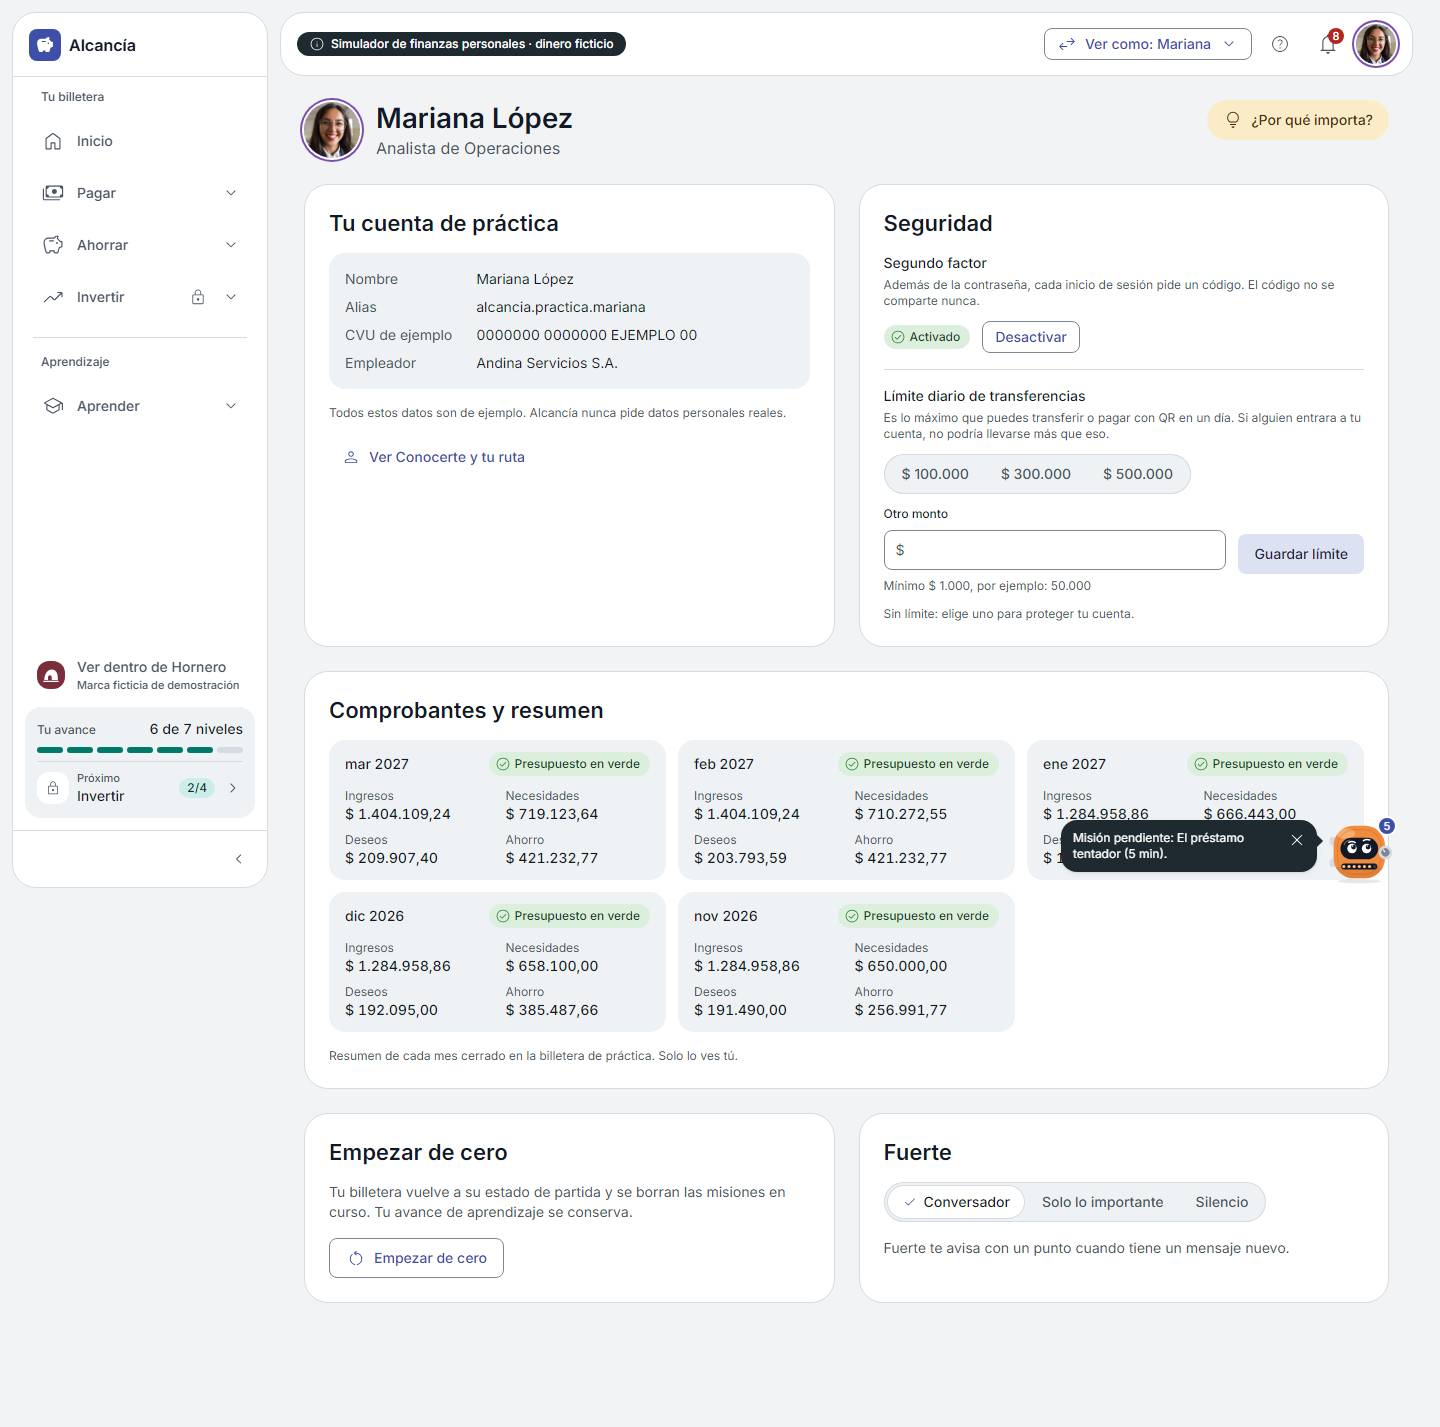 Alcancía
Tu billetera
Inicio
Pagar
Ahorrar
Invertir
Aprendizaje
Aprender
Ver dentro de Hornero
Marca ficticia de demostración
Tu avance
6 de 7 niveles
Próximo
Invertir
2/4
Simulador de finanzas personales · dinero ficticio
Ver como: Mariana
8
Mariana López
Analista de Operaciones
¿Por qué importa?
Tu cuenta de práctica
Nombre Mariana López
Alias alcancia.practica.mariana
CVU de ejemplo 0000000 0000000 EJEMPLO 00
Empleador Andina Servicios S.A.
Todos estos datos son de ejemplo. Alcancía nunca pide datos personales reales.
Ver Conocerte y tu ruta
Seguridad
Segundo factor
Además de la contraseña, cada inicio de sesión pide un código. El código no se
comparte nunca.
Activado
Desactivar
Límite diario de transferencias
Es lo máximo que puedes transferir o pagar con QR en un día. Si alguien entrara a tu
cuenta, no podría llevarse más que eso.
$ 100.000 $ 300.000 $ 500.000
Otro monto
$
Guardar límite
Mínimo $ 1.000, por ejemplo: 50.000
Sin límite: elige uno para proteger tu cuenta.
Comprobantes y resumen
mar 2027 Presupuesto en verde
Ingresos Necesidades
$ 1.404.109,24 $ 719.123,64
Deseos Ahorro
$ 209.907,40 $ 421.232,77
feb 2027 Presupuesto en verde
Ingresos Necesidades
$ 1.404.109,24 $ 710.272,55
Deseos Ahorro
$ 203.793,59 $ 421.232,77
ene 2027 Presupuesto en verde
Ingresos Necesidades
$ 1.284.958,86 $ 666.443,00
Misión pendiente: El préstamo
tentador (5 min).
5
dic 2026 Presupuesto en verde
Ingresos Necesidades
$ 1.284.958,86 $ 658.100,00
Deseos Ahorro
$ 192.095,00 $ 385.487,66
nov 2026 Presupuesto en verde
Ingresos Necesidades
$ 1.284.958,86 $ 650.000,00
Deseos Ahorro
$ 191.490,00 $ 256.991,77
Resumen de cada mes cerrado en la billetera de práctica. Solo lo ves tú.
Empezar de cero
Tu billetera vuelve a su estado de partida y se borran las misiones en
curso. Tu avance de aprendizaje se conserva.
Empezar de cero
Fuerte
Conversador Solo lo importante Silencio
Fuerte te avisa con un punto cuando tiene un mensaje nuevo.